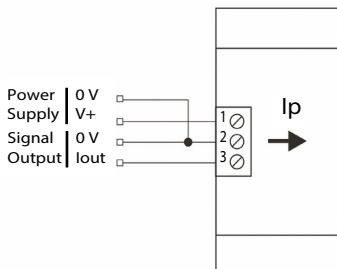 Power 0 V
Supply V+
Signal 0 V
Output Iout
1
2
3
Ip